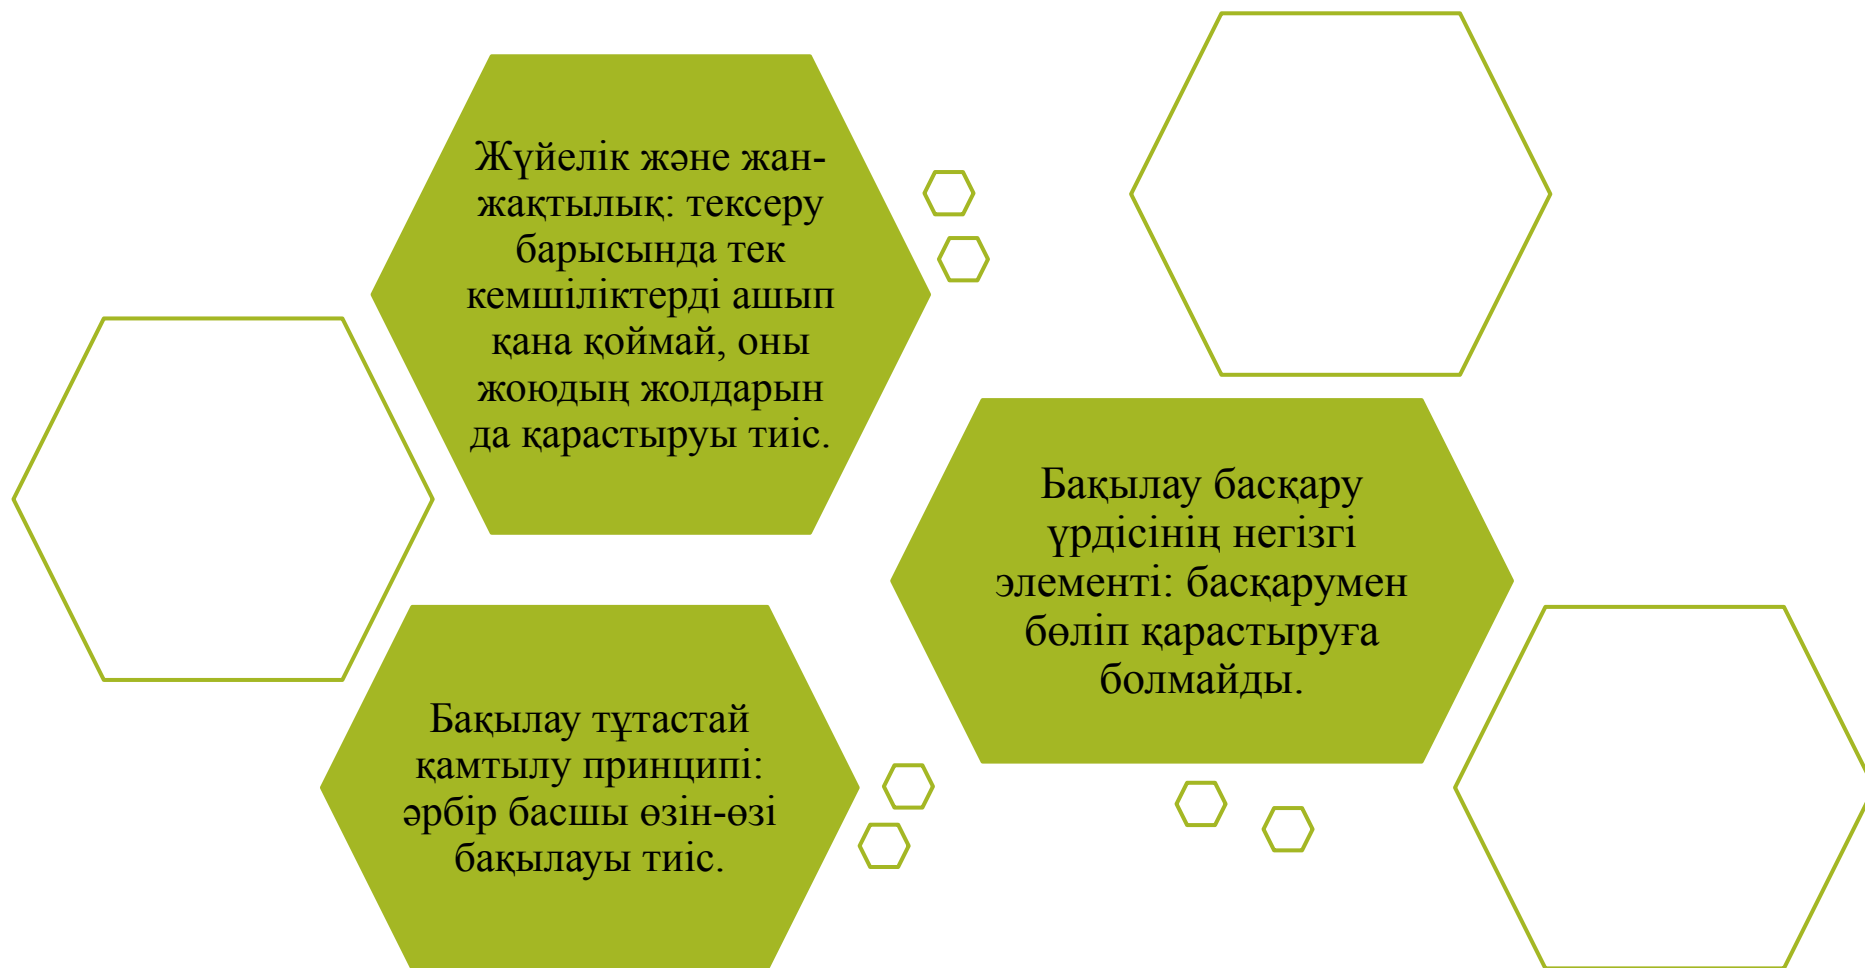 Жүйелік және жан-
жақтылық: тексеру
барысында тек
кемшіліктерді ашып
қана қоймай, оны
жоюдың жолдарын
да қарастыруы тиіс.
Бақылау басқару
үрдісінің негізгі
элементі: басқарумен
бөліп қарастыруға
болмайды.
Бақылау тұтастай
қамтылу принципі:
әрбір басшы өзін-өзі
бақылауы тиіс.